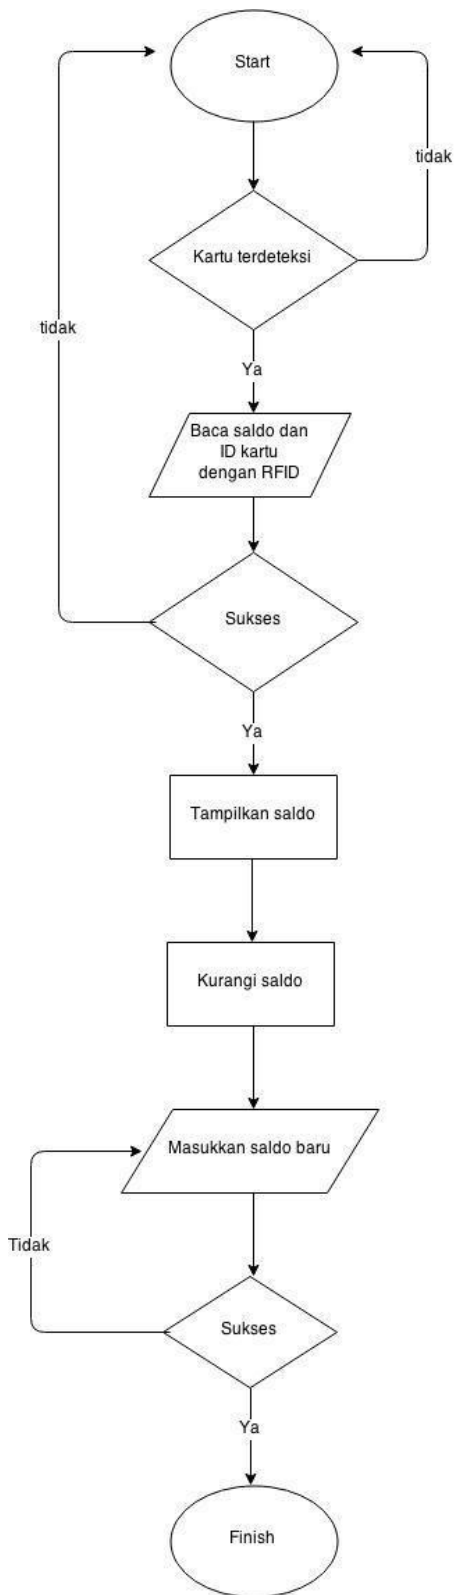 Start
tidak
Kartu terdeteksi
tidak
Ya
Baca saldo dan
ID kartu
dengan RFID
Sukses
Ya
Tampilkan saldo
Kurangi saldo
Masukkan saldo baru
Tidak
Sukses
Ya
Finish